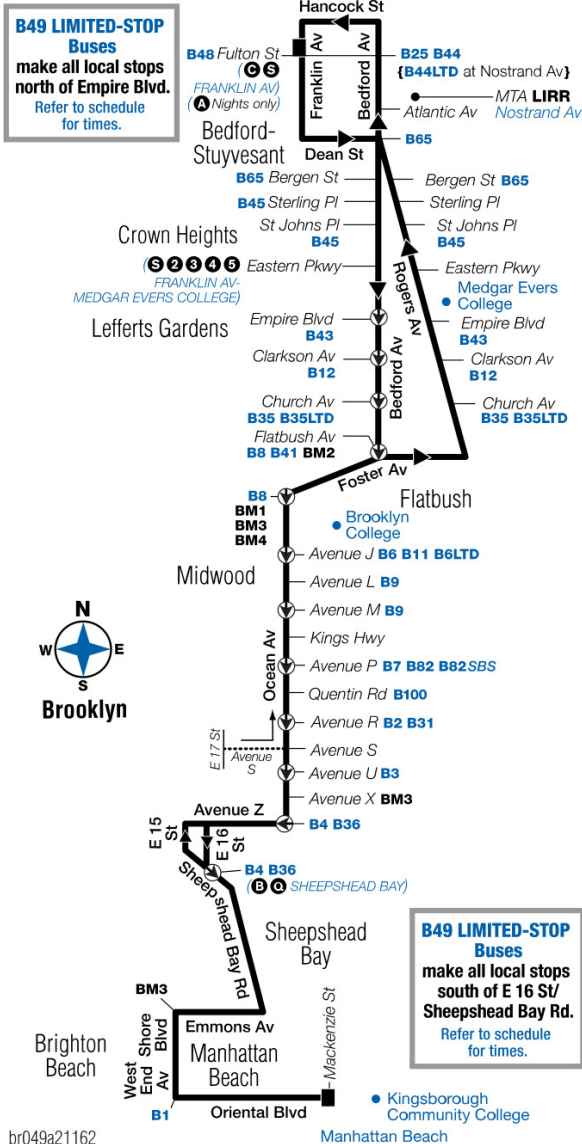 B49 LIMITED-STOP
Buses
make all local stops
north of Empire Blvd.
Refer to schedule
for times.
Hancock St
B48 Fulton St
(C S
FRANKLIN AV)
(A Nights only)
Franklin Av
Bedford Av
B25 B44
{B44LTD at Nostrand Av}
MTA LIRR
Nostrand Av
Atlantic Av
Bedford-
Stuyvesant
Dean St
B65
B65 Bergen St
Bergen St B65
B45 Sterling Pl
Sterling Pl
St Johns Pl
B45
St Johns Pl
B45
Crown Heights
(S 2 3 4 5
FRANKLIN AV-
MEDGAR EVERS COLLEGE)
Eastern Pkwy
Rogers Av
Eastern Pkwy
Medgar Evers
College
Lefferts Gardens
Empire Blvd
B43
Empire Blvd
B43
Clarkson Av
B12
Bedford Av
Clarkson Av
B12
Church Av
B35 B35LTD
Church Av
B35 B35LTD
Flatbush Av
B8 B41 BM2
Foster Av
Flatbush
B8
BM1
BM3
BM4
Brooklyn
College
Midwood
Avenue J B6 B11 B6LTD
Avenue L B9
Avenue M B9
Kings Hwy
Ocean Av
Avenue P B7 B82 B82SBS
Quentin Rd B100
Avenue R B2 B31
E 17 St
Avenue
S
Avenue S
Avenue U B3
Avenue X BM3
N
W E
S
Brooklyn
Avenue Z
B4 B36
E 15
St
E 16
St
B4 B36
(B Q SHEEPSHEAD BAY)
Sheepshead Bay Rd
Sheepshead
Bay
B49 LIMITED-STOP
Buses
make all local stops
south of E 16 St/
Sheepshead Bay Rd.
Refer to schedule
for times.
BM3
Emmons Av
Shore
Blvd
Brighton
Beach
West
End
Av
Manhattan
Beach
Mackenzie St
B1
Oriental Blvd
Kingsborough
Community College
Manhattan Beach
br049a21162